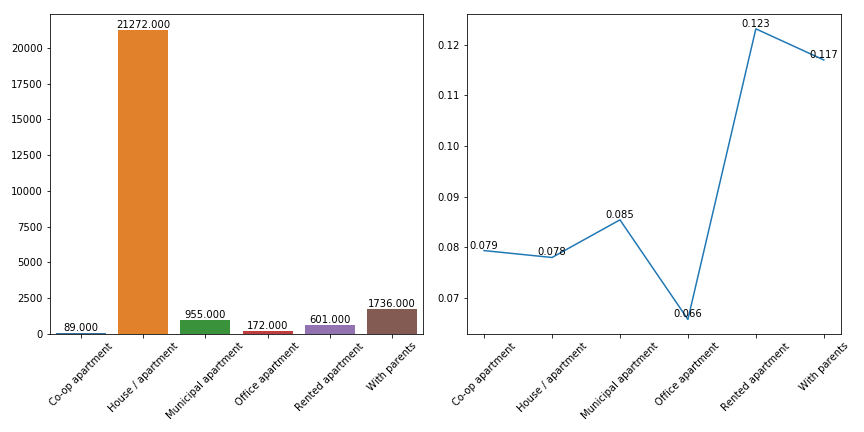 20000
17500
15000
12500
10000
7500
5000
2500
0
21272.000
89.000
955.000
172.000
601.000
1736.000
Co-op apartment
House / apartment
Municipal apartment
Office apartment
Rented apartment
With parents
0.12
0.11
0.10
0.09
0.08
0.07
0.079
0.078
0.085
0.066
0.123
0.117
Co-op apartment
House / apartment
Municipal apartment
Office apartment
Rented apartment
With parents